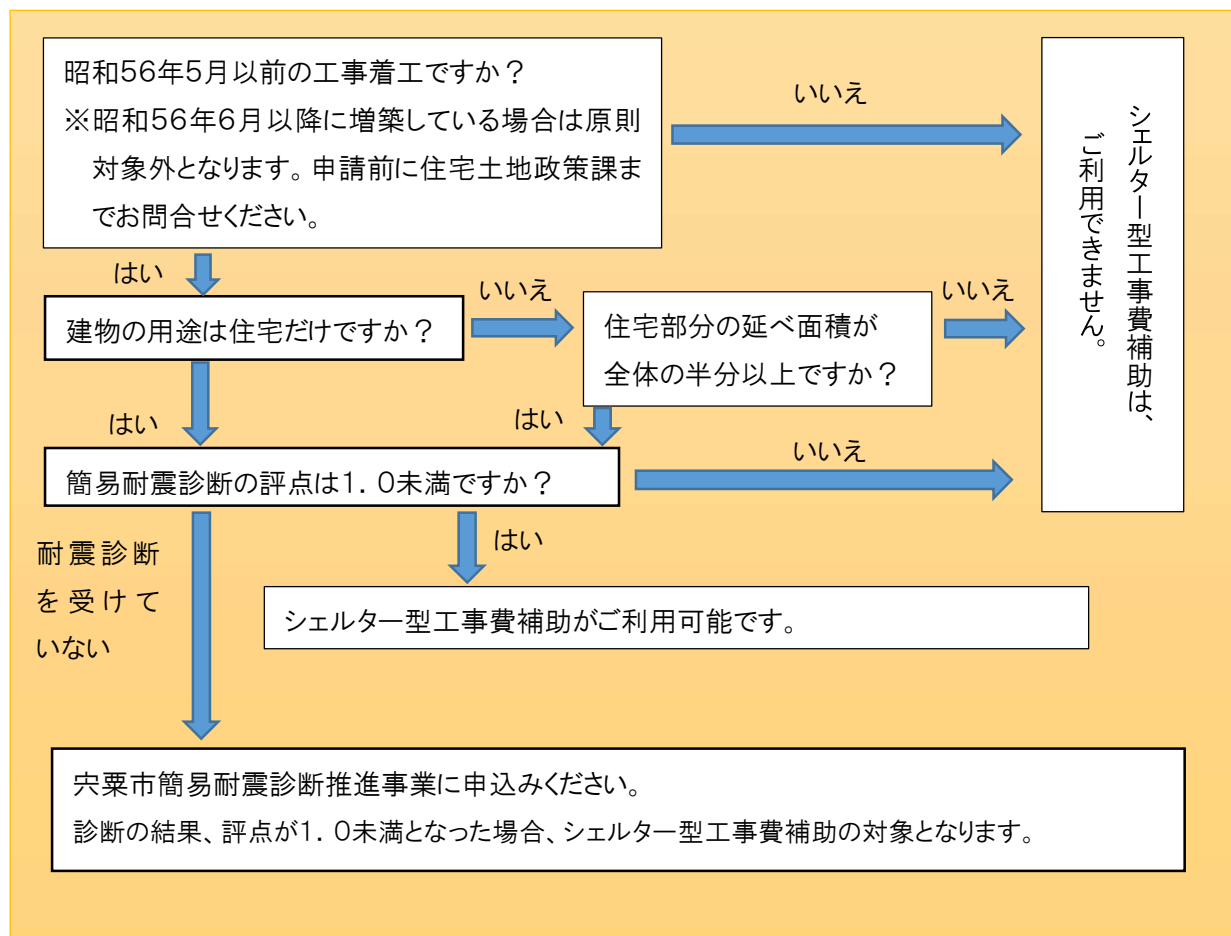 昭和56年5月以前の工事着工ですか？
※昭和56年6月以降に増築している場合は原則
対象外となります。申請前に住宅土地政策課ま
でお問合せください。
いいえ
シェルター型工事費補助は、
ご利用できません。
はい
建物の用途は住宅だけですか？
いいえ
住宅部分の延べ面積が
全体の半分以上ですか？
いいえ
はい
はい
簡易耐震診断の評点は1．0未満ですか？
いいえ
耐震診断
を受けて
いない
はい
シェルター型工事費補助がご利用可能です。
宍粟市簡易耐震診断推進事業に申込みください。
診断の結果、評点が1．0未満となった場合、シェルター型工事費補助の対象となります。